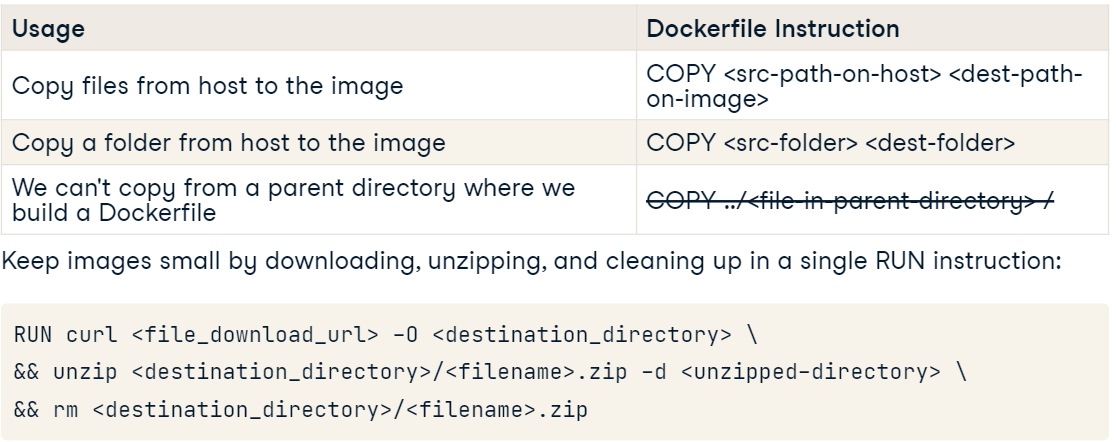 Usage
Dockerfile Instruction
Copy files from host to the image
COPY <src-path-on-host> <dest-path-
on-image>
Copy a folder from host to the image
COPY <src-folder> <dest-folder>
We can't copy from a parent directory where we
build a Dockerfile
COPY ../<file-in-parent-directory> /
Keep images small by downloading, unzipping, and cleaning up in a single RUN instruction:
RUN curl <file_download_url> -O <destination_directory> \
&& unzip <destination_directory>/<filename>.zip -d <unzipped-directory> \
&& rm <destination_directory>/<filename>.zip